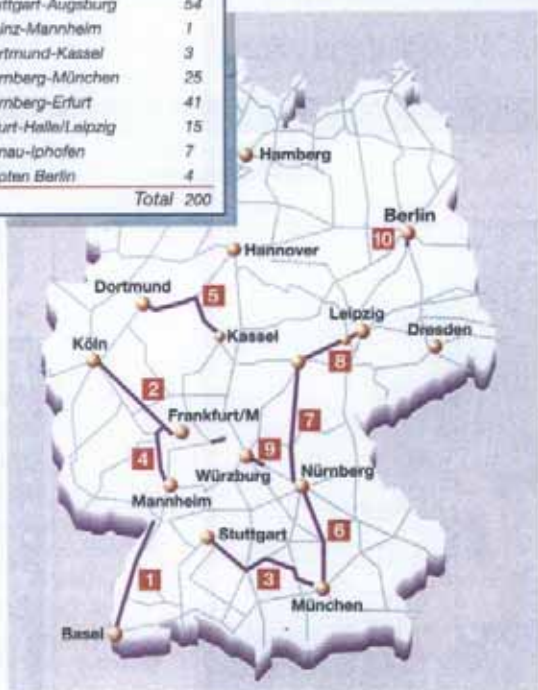 ttgart-Augsburg 54
inz-Mannheim 1
rtmund-Kassel 3
rnberg-München 25
rnberg-Erfurt 41
urt-Halle/Leipzig 15
nau-Iphofen 7
oten Berlin 4
Total 200
Hamberg
Berlin
10
Hannover
Dortmund
5
Leipzig
Dresden
Köln
Kassel
8
2
Frankfurt/M
7
4
9
Würzburg
Nürnberg
Mannheim
Stuttgart
6
1
3
München
Basel